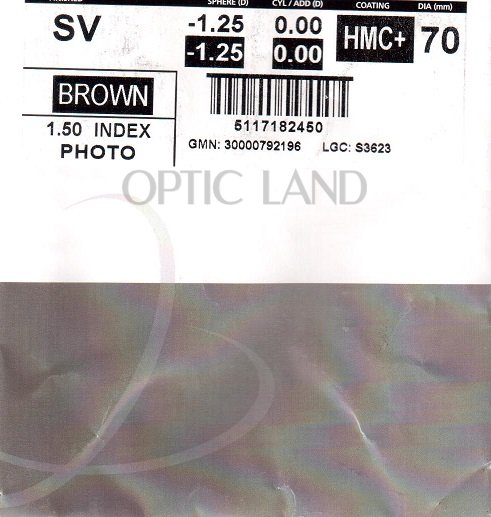 SPHERE (D) CYL / ADD (D) COATING DIA (mm)
SV -1.25 0.00 HMC+ 70
-1.25 0.00
BROWN
1.50 INDEX
PHOTO
5117182450
GMN: 30000792196 LGC: S3623
OPTIC LAND